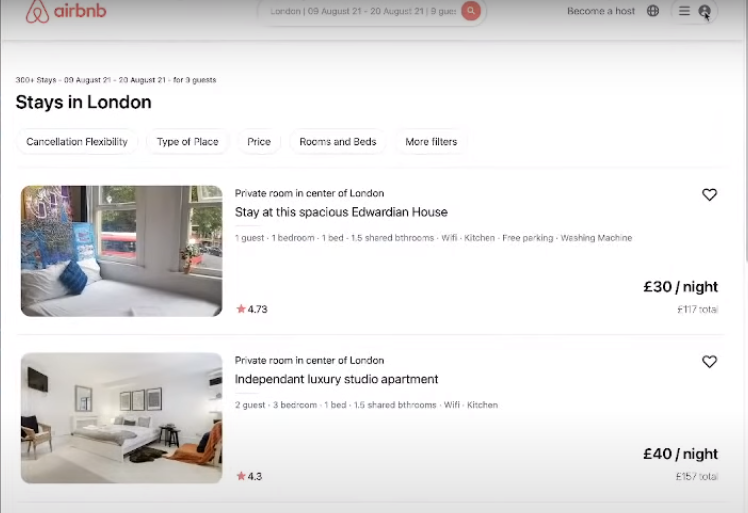 airbnb
London | 09 August 21 - 20 August 21 | 9 gues
Become a host
300+ Stays - 09 August 21 - 20 August 21 - for 9 guests
Stays in London
Cancellation Flexibility
Type of Place
Price
Rooms and Beds
More filters
Private room in center of London
Stay at this spacious Edwardian House
1 guest · 1 bedroom · 1 bed · 1.5 shared bthrooms · Wifi · Kitchen · Free parking · Washing Machine
£30 / night
4.73
£117 total
Private room in center of London
Independant luxury studio apartment
2 guest · 3 bedroom · 1 bed · 1.5 shared bthrooms · Wifi · Kitchen
£40 / night
4.3
£157 total